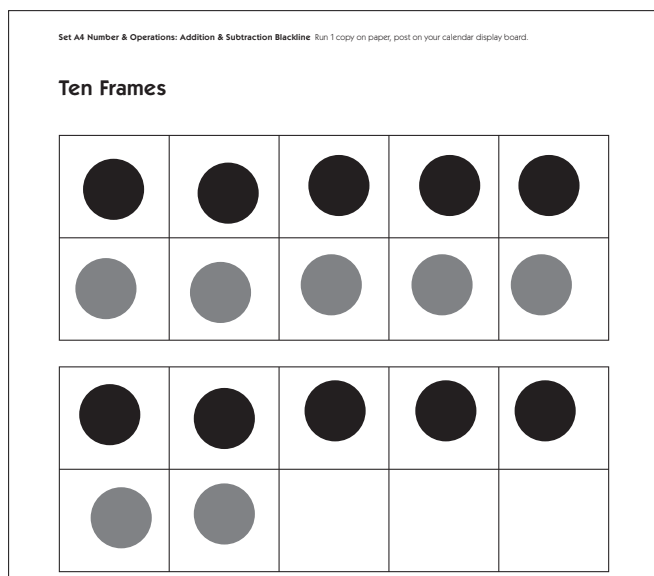 Set A4 Number & Operations: Addition & Subtraction Blackline Run 1 copy on paper, post on your calendar display board.
Ten Frames